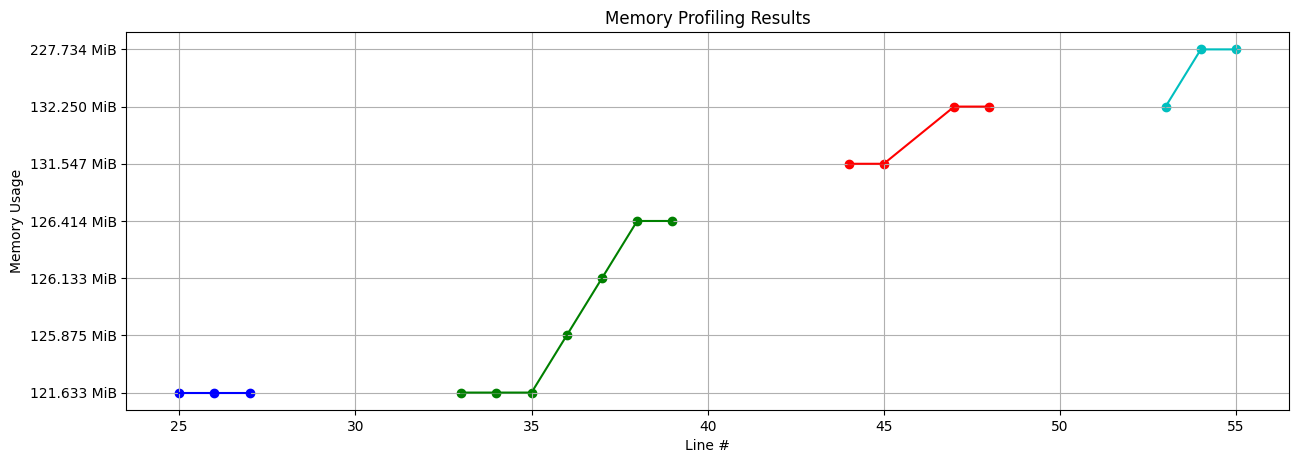 Memory Profiling Results
Memory Usage
227.734 MiB
132.250 MiB
131.547 MiB
126.414 MiB
126.133 MiB
125.875 MiB
121.633 MiB
25 30 35 40 45 50 55
Line #